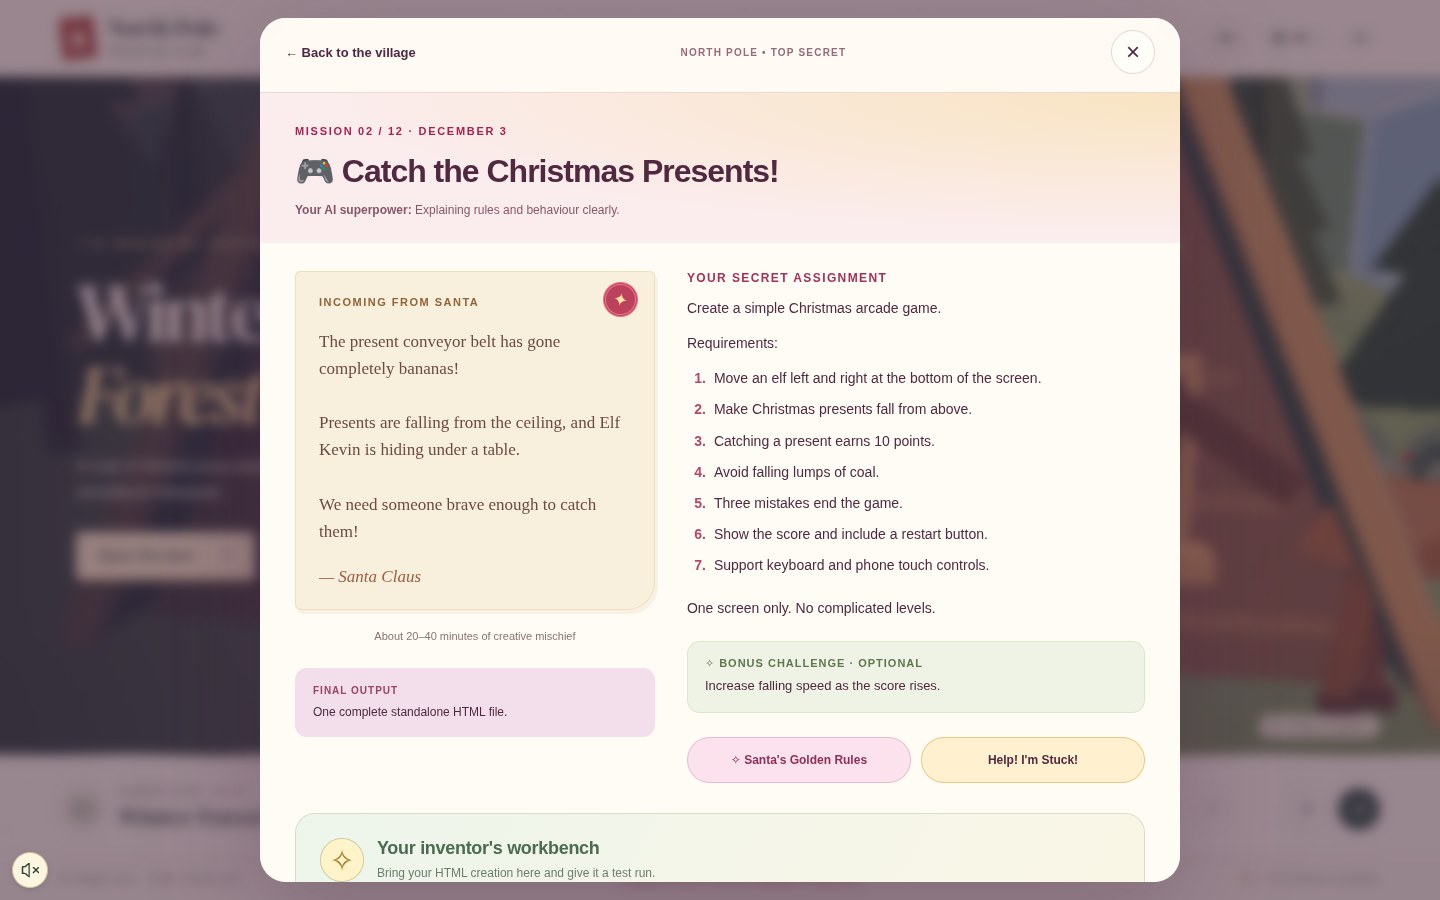 ← Back to the village
NORTH POLE • TOP SECRET
MISSION 02 / 12 · DECEMBER 3
🎮 Catch the Christmas Presents!
Your AI superpower: Explaining rules and behaviour clearly.
INCOMING FROM SANTA
The present conveyor belt has gone
completely bananas!
Presents are falling from the ceiling, and Elf
Kevin is hiding under a table.
We need someone brave enough to catch
them!
— Santa Claus
About 20–40 minutes of creative mischief
FINAL OUTPUT
One complete standalone HTML file.
YOUR SECRET ASSIGNMENT
Create a simple Christmas arcade game.
Requirements:
1. Move an elf left and right at the bottom of the screen.
2. Make Christmas presents fall from above.
3. Catching a present earns 10 points.
4. Avoid falling lumps of coal.
5. Three mistakes end the game.
6. Show the score and include a restart button.
7. Support keyboard and phone touch controls.
One screen only. No complicated levels.
✧ BONUS CHALLENGE · OPTIONAL
Increase falling speed as the score rises.
✧ Santa's Golden Rules
Help! I'm Stuck!
Your inventor's workbench
Bring your HTML creation here and give it a test run.
North Pole
Forest